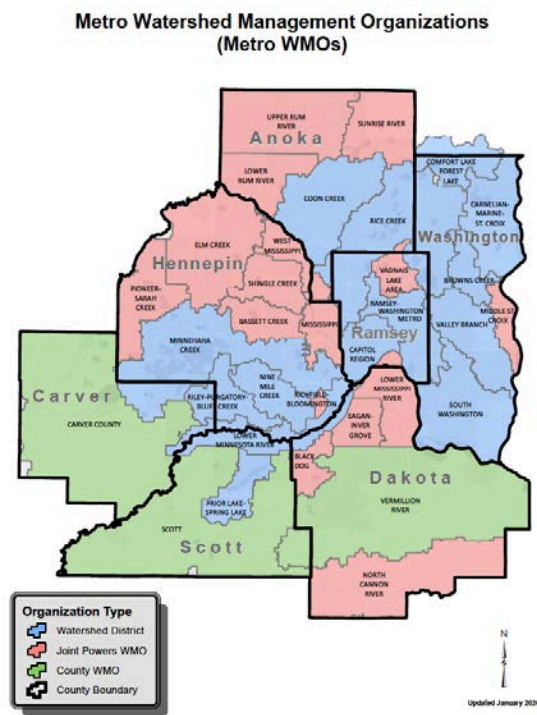 Metro Watershed Management Organizations
(Metro WMOs)
UPPER RUM
RIVER
SUNRISE RIVER
Anoka
LOWER
RUM RIVER
COON CREEK
COMFORT LAKE
FOREST
LAKE
RICE CREEK
CARNELIAN-
MARINE-
ST. CROIX
Washington
ELM CREEK
WEST
MISSISSIPPI
Hennepin
VADNAIS
LAKE
AREA
BROWNS CREEK
PIONEER-
SARAH
CREEK
SHINGLE CREEK
RAMSEY-
WASHINGTON
METRO
MIDDLE ST.
CROIX
BASSETT CREEK
MISSISSIPPI
Ramsey
VALLEY BRANCH
MINNEHAHA
CREEK
CAPITOL
REGION
Carver
NINE
MILE
CREEK
LOWER
MISSISSIPPI
RIVER
RILEY-PURGATORY-
BLUFF CREEK
RICHFIELD-
BLOOMINGTON
SOUTH
WASHINGTON
CARVER COUNTY
EAGAN-
INVER
GROVE
LOWER
MINNESOTA RIVER
BLACK
DOG
Dakota
PRIOR LAKE-
SPRING LAKE
VERMILLION
RIVER
SCOTT
Scott
NORTH
CANNON
RIVER
Organization Type
Watershed District
Joint Powers WMO
County WMO
County Boundary
N
Updated January 202